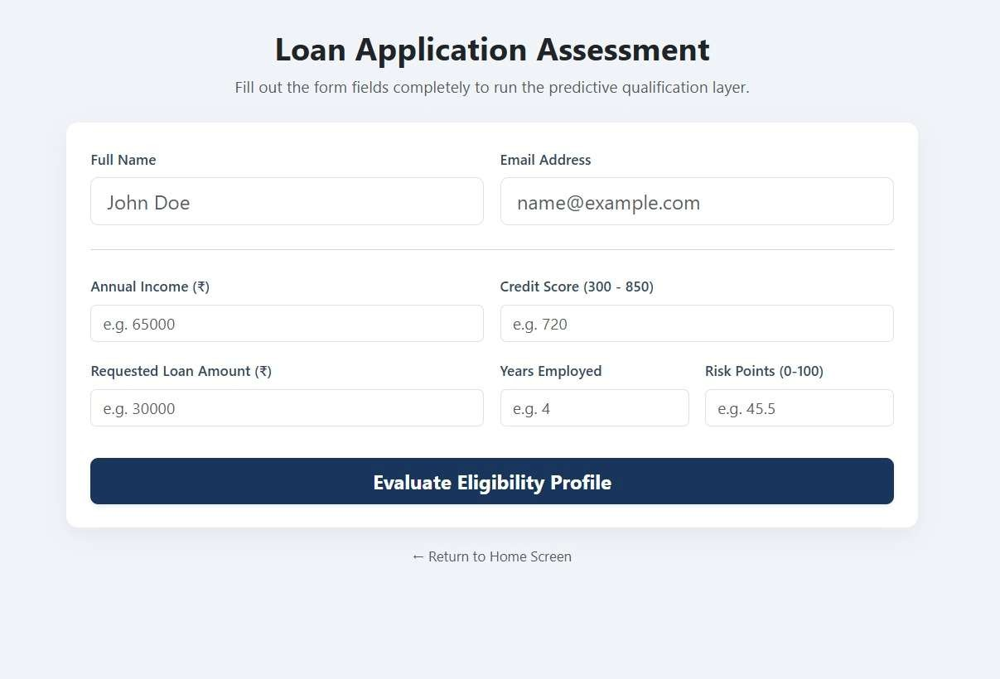 Loan Application Assessment
Fill out the form fields completely to run the predictive qualification layer.
Full Name
Email Address
John Doe
name@example.com
Annual Income (₹)
Credit Score (300 - 850)
e.g. 65000
e.g. 720
Requested Loan Amount (₹)
Years Employed
Risk Points (0-100)
e.g. 30000
e.g. 4
e.g. 45.5
Evaluate Eligibility Profile
← Return to Home Screen